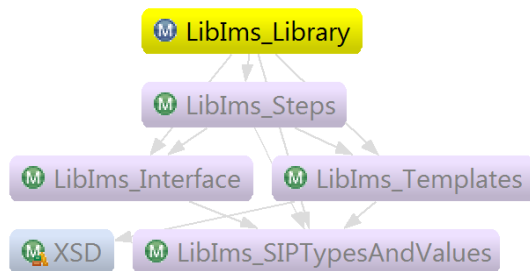 M LibIms_Library
M LibIms_Steps
M LibIms_Interface
M LibIms_Templates
M XSD
M LibIms_SIPTypesAndValues